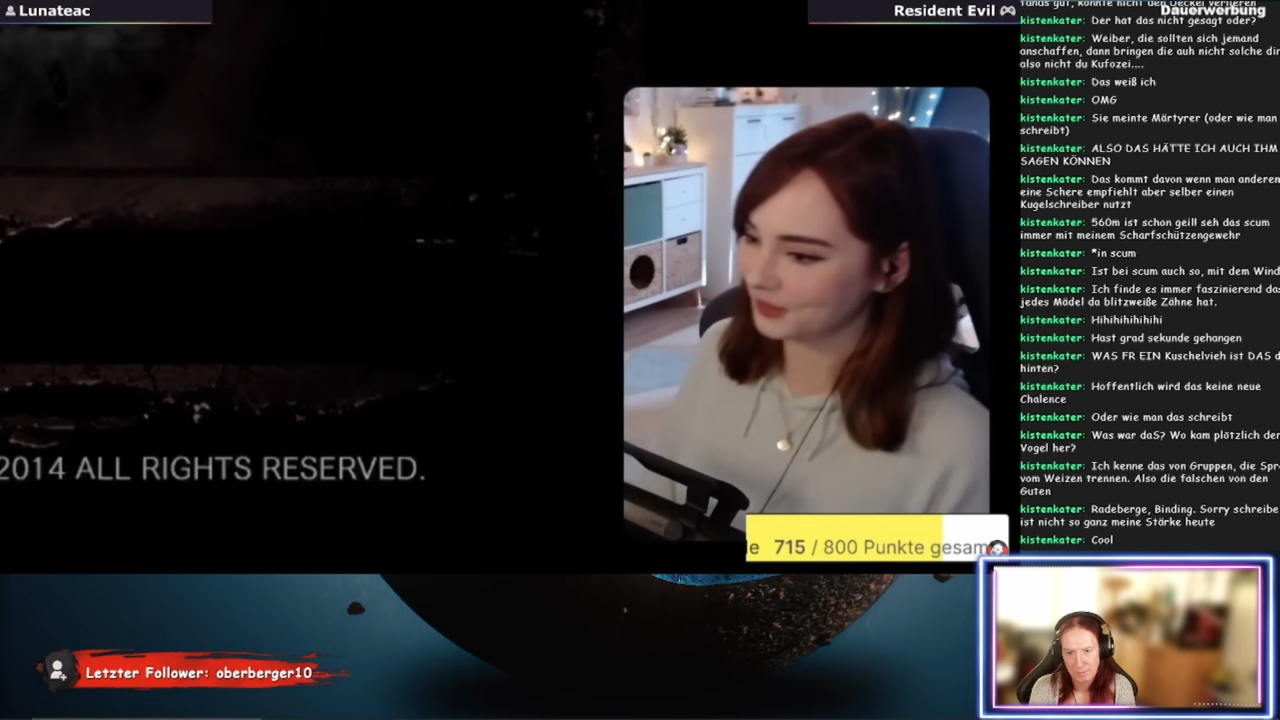 Lunateac
Resident Evil
Dauerwerbung
kistenkater: Der hat das nicht gesagt oder?
kistenkater: Weiber, die sollten sich jemand
anschaffen, dann bringen die auh nicht solche
also nicht du Kufozei....
kistenkater: Das weiß ich
kistenkater: OMG
kistenkater: Sie meinte Märtyrer (oder wie man
schreibt)
kistenkater: ALSO DAS HÄTTE ICH AUCH IHM
SAGEN KÖNNEN
kistenkater: Das kommt davon wenn man anderen
eine Schere empfiehlt aber selber einen
Kugelschreiber nutzt
kistenkater: 560m ist schon geill seh das scum
immer mit meinem Scharfschützengewehr
kistenkater: *in scum
kistenkater: Ist bei scum auch so, mit dem Wind
kistenkater: Ich finde es immer faszinierend
jedes Mädel da blitzweiße Zähne hat.
kistenkater: Hihihihihihihi
kistenkater: Hast grad sekunde gehangen
kistenkater: WAS FR EIN Kuschelvieh ist DAS
hinten?
kistenkater: Hoffentlich wird das keine neue
Chalence
kistenkater: Oder wie man das schreibt
kistenkater: Was war daS? Wo kam plötzlich der
Vogel her?
kistenkater: Ich kenne das von Gruppen, die
vom Weizen trennen. Also die falschen von den
Guten
kistenkater: Radeberge, Binding. Sorry schreibe
ist nicht so ganz meine Stärke heute
kistenkater: Cool
2014 ALL RIGHTS RESERVED.
715 / 800 Punkte gesam
Letzter Follower: oberberger10